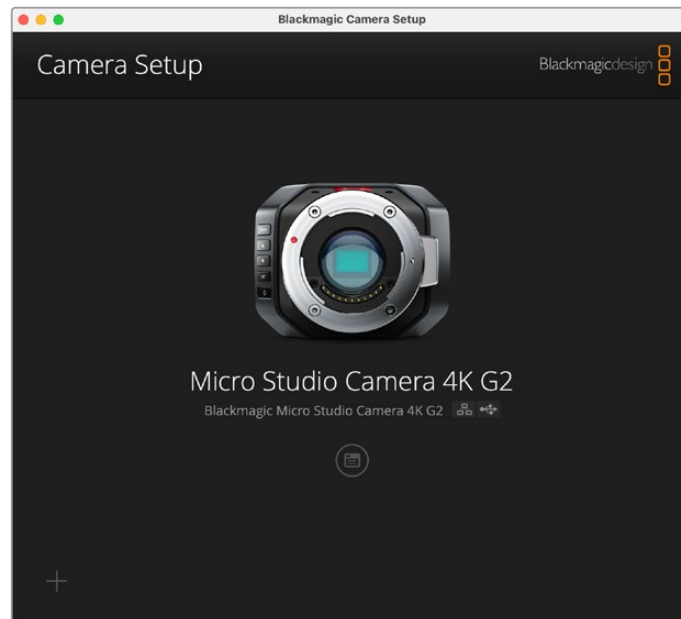 Blackmagic Camera Setup
Camera Setup
Blackmagicdesign
Micro Studio Camera 4K G2
Blackmagic Micro Studio Camera 4K G2